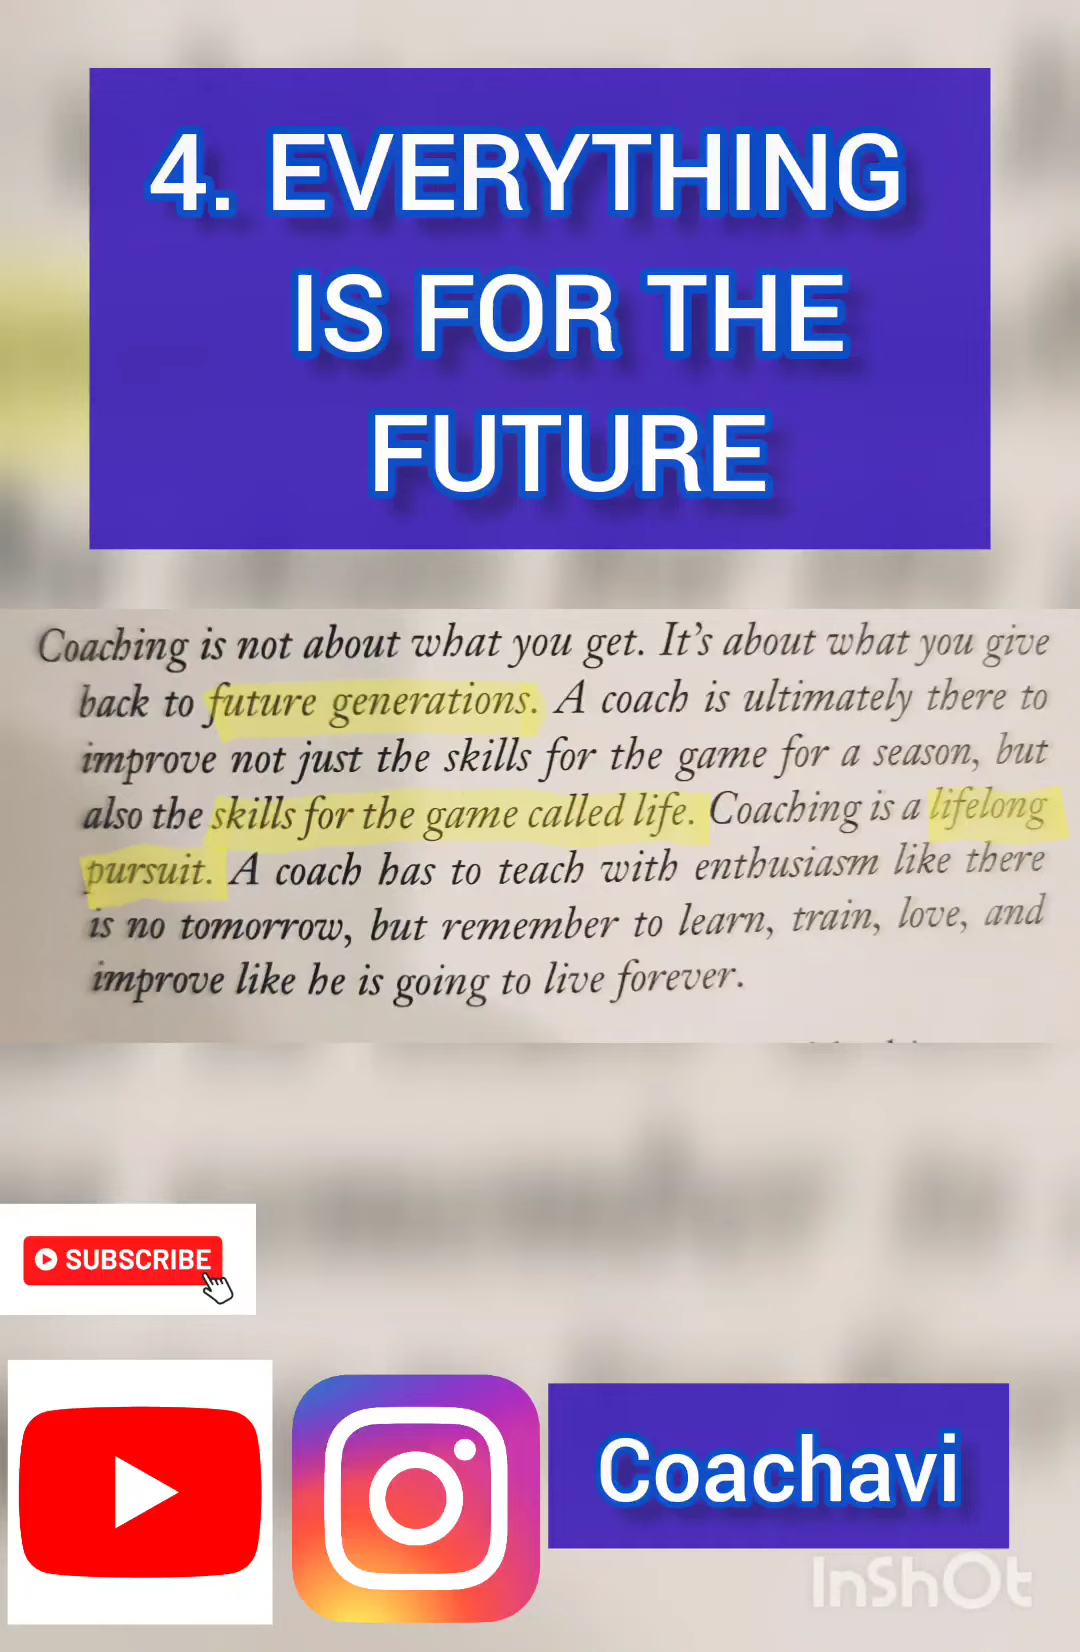 4. EVERYTHING
IS FOR THE
FUTURE
Coaching is not about what you get. It's about what you give
back to future generations. A coach is ultimately there to
improve not just the skills for the game for a season, but
also the skills for the game called life. Coaching is a lifelong
pursuit. A coach has to teach with enthusiasm like there
is no tomorrow, but remember to learn, train, love, and
improve like he is going to live forever.
SUBSCRIBE
Coachavi
InShOt